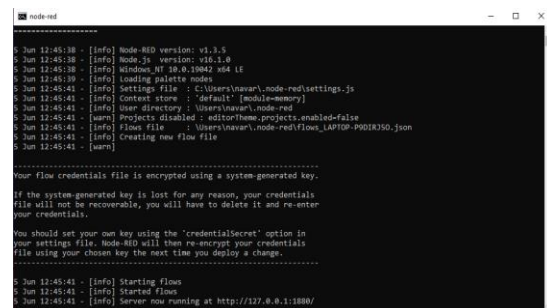 node-red
--------------------
5 Jun 12:45:38 - [info] Node-RED version: v1.3.5
5 Jun 12:45:38 - [info] Node.js  version: v16.1.0
5 Jun 12:45:38 - [info] Windows_NT 10.0.19042 x64 LE
5 Jun 12:45:39 - [info] Loading palette nodes
5 Jun 12:45:41 - [info] Settings file  : C:\Users\navar\.node-red\settings.js
5 Jun 12:45:41 - [info] Context store  : 'default' [module=memory]
5 Jun 12:45:41 - [info] User directory : \Users\navar\.node-red
5 Jun 12:45:41 - [warn] Projects disabled : editorTheme.projects.enabled=false
5 Jun 12:45:41 - [info] Flows file     : \Users\navar\.node-red\flows_LAPTOP-P9DIRJSO.json
5 Jun 12:45:41 - [info] Creating new flow file
5 Jun 12:45:41 - [warn]
---------------------------------------------------------------------
Your flow credentials file is encrypted using a system-generated key.
If the system-generated key is lost for any reason, your credentials
file will not be recoverable, you will have to delete it and re-enter
your credentials.
You should set your own key using the 'credentialSecret' option in
your settings file. Node-RED will then re-encrypt your credentials
file using your chosen key the next time you deploy a change.
---------------------------------------------------------------------
5 Jun 12:45:41 - [info] Starting flows
5 Jun 12:45:41 - [info] Started flows
5 Jun 12:45:41 - [info] Server now running at http://127.0.0.1:1880/